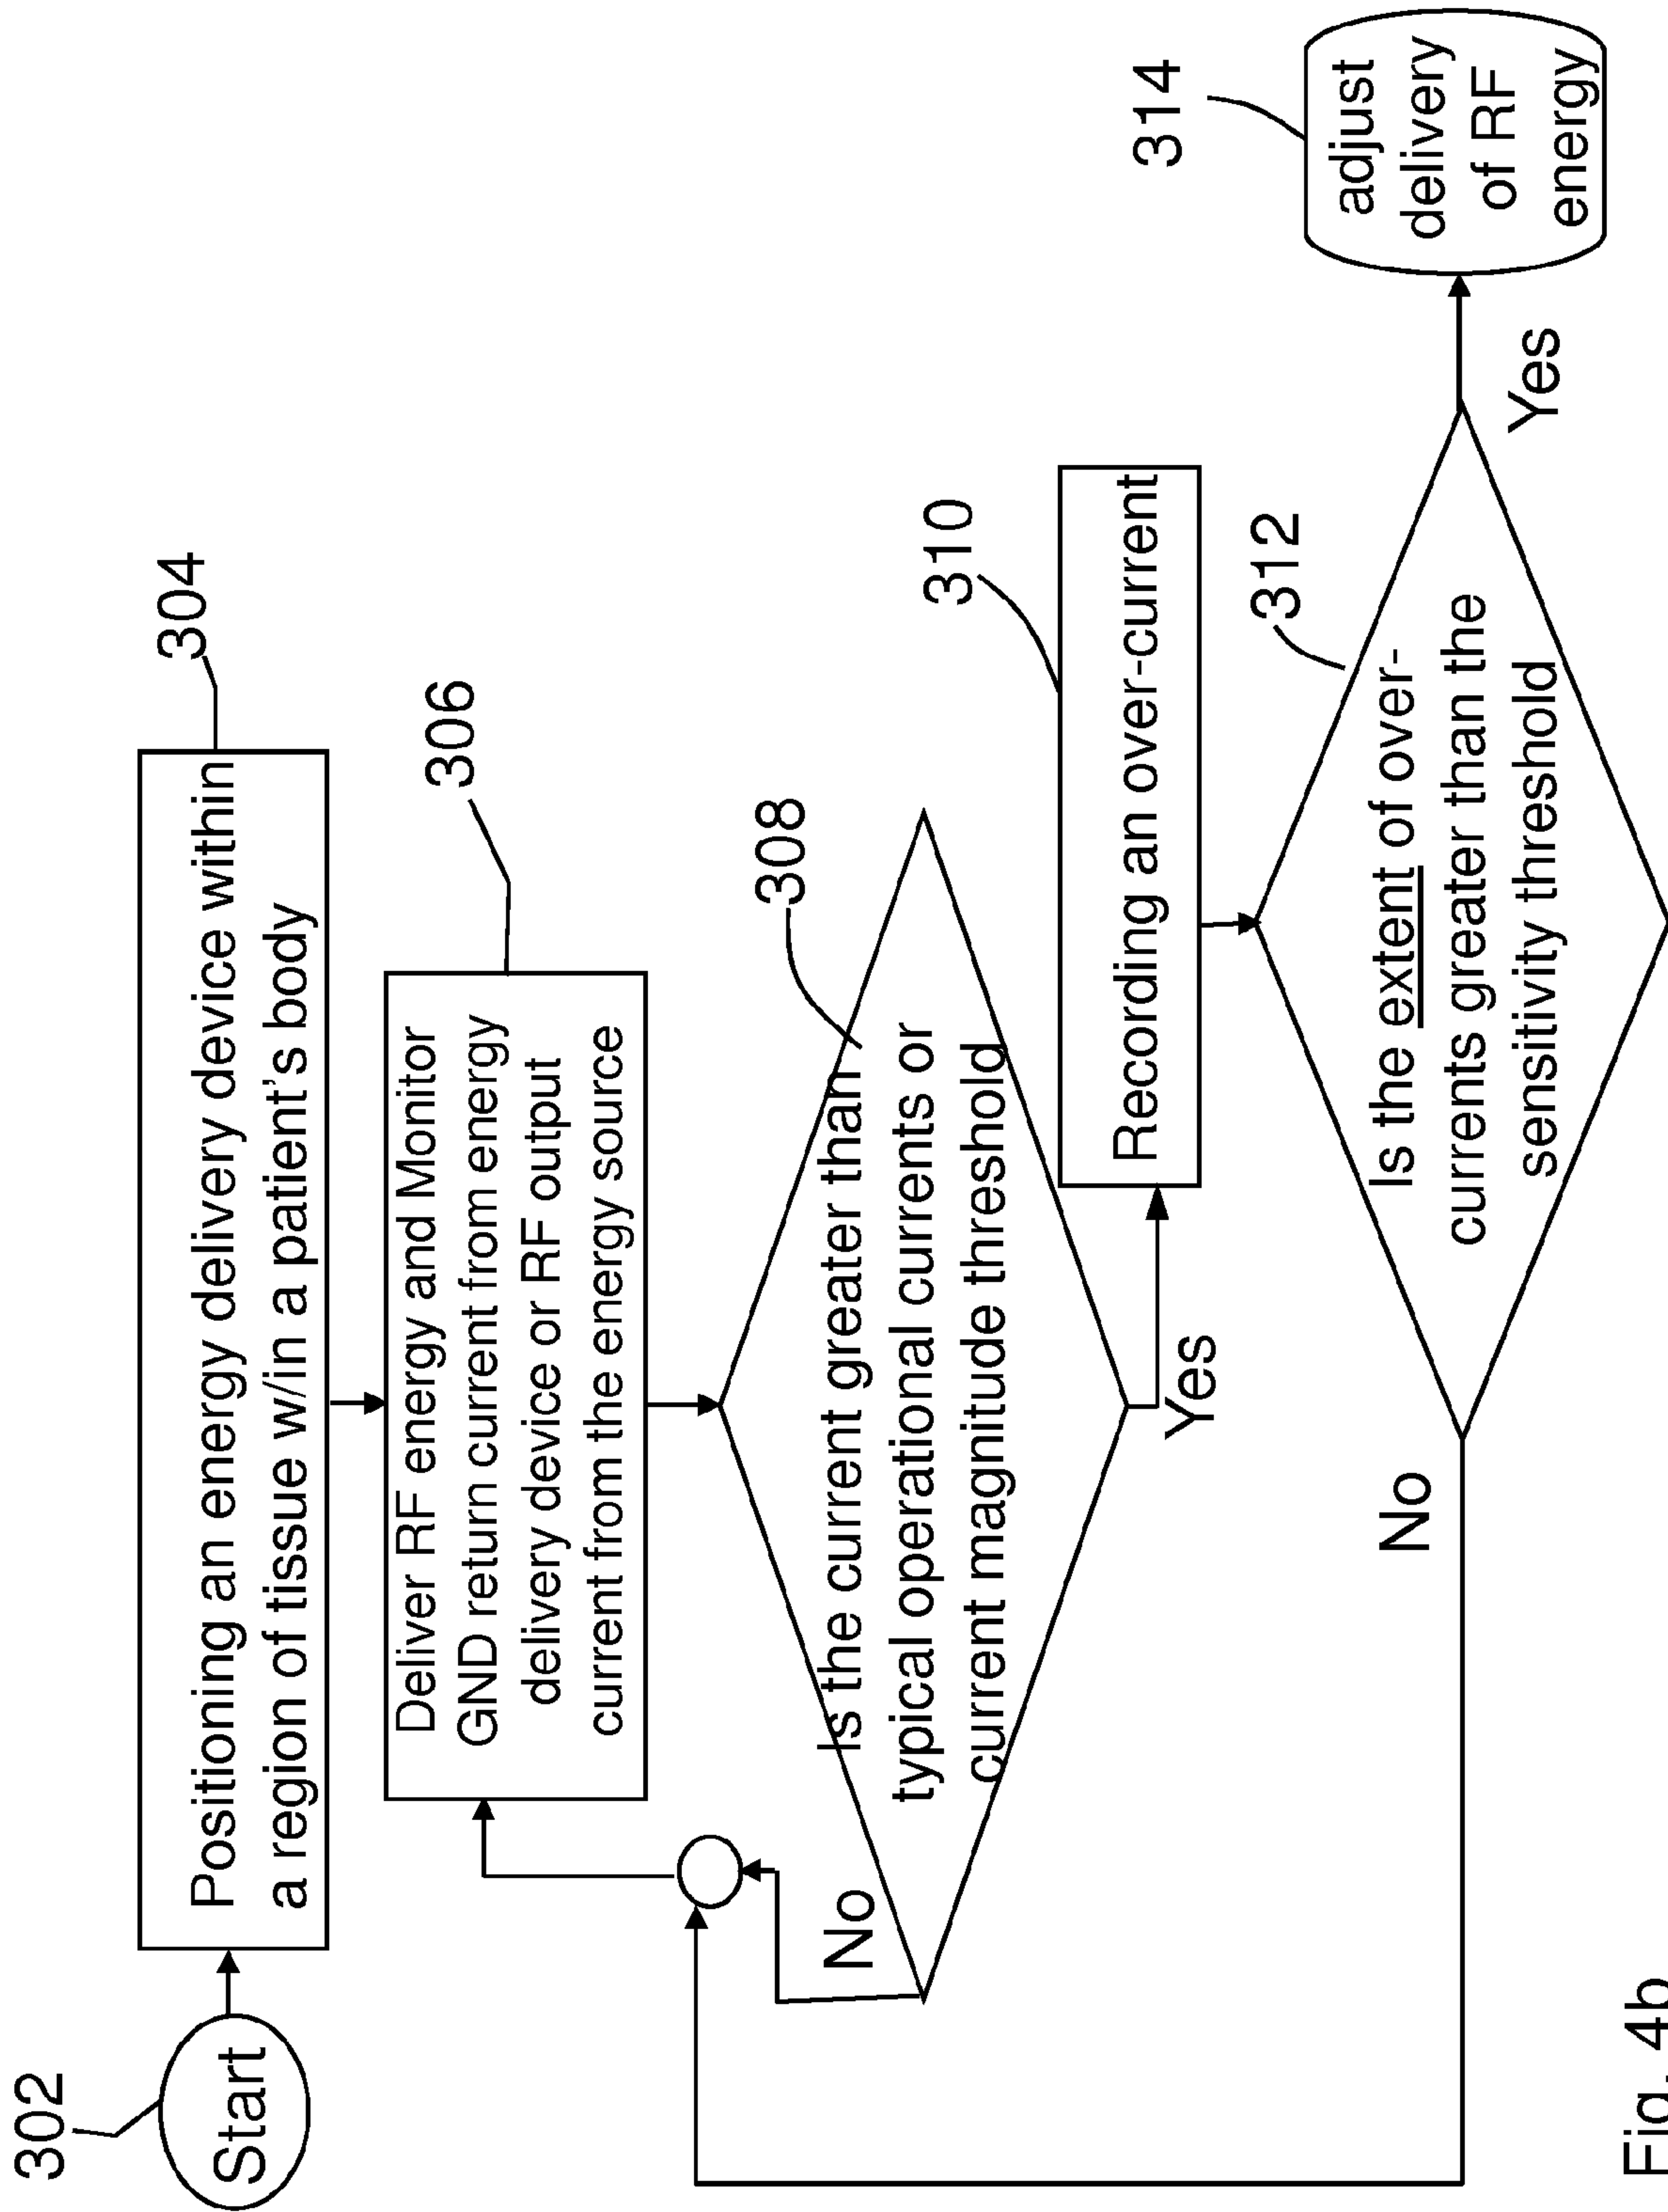 302
Start
304
Positioning an energy delivery device within
a region of tissue w/in a patient's body
306
Deliver RF energy and Monitor
GND return current from energy
delivery device or RF output
current from the energy source
308
Is the current greater than
typical operational currents or
current magnitude threshold
No
Yes
310
Recording an over-current
312
Is the extent of over-
currents greater than the
sensitivity threshold
No
Yes
314
adjust
delivery
of RF
energy
Fig. 4b